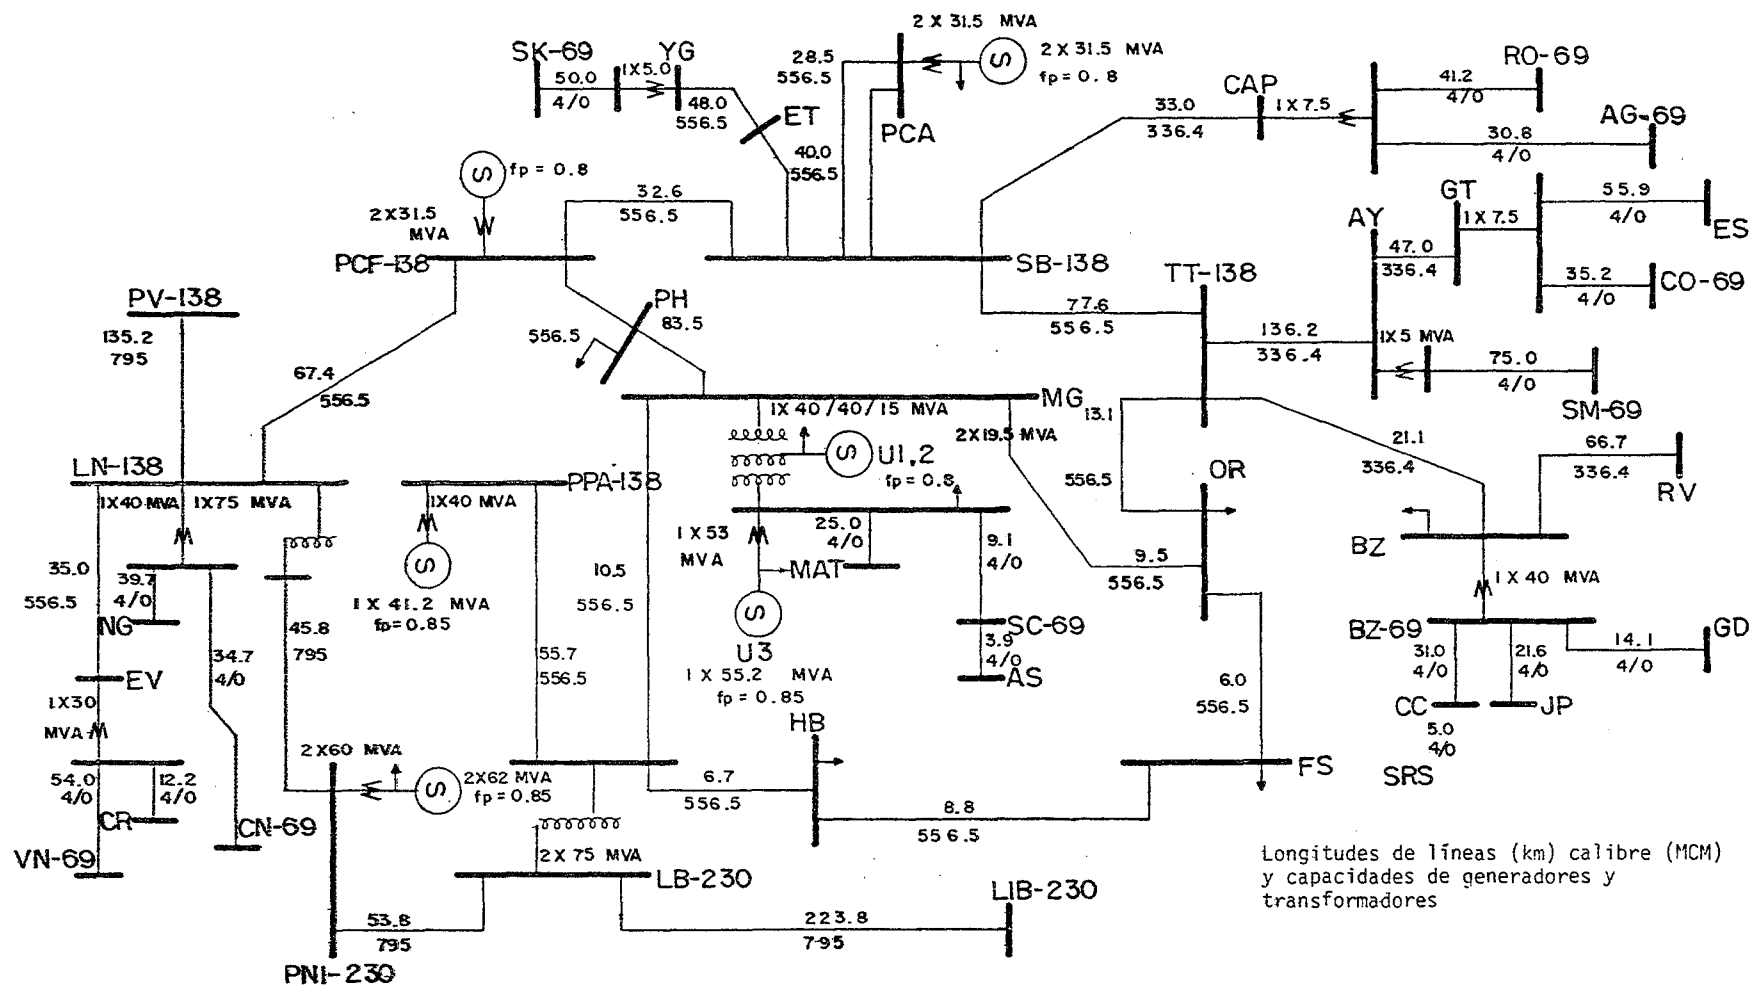 2 X 31.5 MVA
SK-69
YG
28.5
556.5
S
2 X 31.5 MVA
fp = 0.8
RO-69
50.0
4/0
1X5.0
48.0
556.5
ET
PCA
CAP
33.0
336.4
1 X 7.5
41.2
4/0
AG-69
30.8
4/0
40.0
556.5
S
fp = 0.8
32.6
556.5
2 X31.5
MVA
PCF-138
SB-138
TT-138
AY
GT
1 X 7.5
47.0
336.4
55.9
4/0
ES
35.2
4/0
CO-69
PV-138
135.2
795
PH
83.5
556.5
77.6
556.5
136.2
336.4
1X5 MVA
75.0
4/0
SM-69
67.4
556.5
MG
1X 40 /40/ 15 MVA
13.1
2 X19.5 MVA
21.1
336.4
66.7
336.4
RV
LN-138
1X40 MVA
1X75 MVA
PPA-138
1X40 MVA
S
U1,2
fp = 0.8
OR
556.5
BZ
1 X 53
MVA
25.0
4/0
9.1
4/0
MAT
9.5
556.5
1 X 40 MVA
35.0
556.5
39.7
4/0
NG
S
1 X 41.2 MVA
fp=0.85
10.5
556.5
S
U3
1 X 55.2 MVA
fp = 0.85
SC-69
3.9
4/0
AS
BZ-69
31.0
4/0
21.6
4/0
14.1
4/0
GD
45.8
795
34.7
4/0
55.7
556.5
EV
1X30
MVA
6.0
556.5
CC
JP
5.0
4/0
SRS
HB
2 X60 MVA
S
2X62 MVA
fp = 0.85
54.0
4/0
12.2
4/0
CR
CN-69
VN-69
6.7
556.5
FS
8.8
556.5
2 X 75 MVA
LB-230
LIB-230
53.8
795
223.8
795
PNI-230
Longitudes de líneas (km) calibre (MCM)
y capacidades de generadores y
transformadores